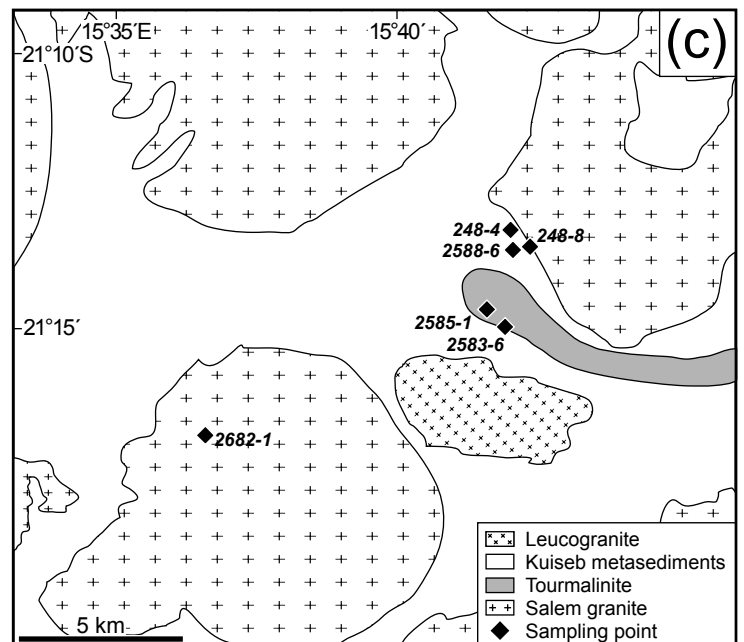 15°35´E 15°40´ (c)
21°10´S
248-4
248-8
2588-6
2585-1
21°15´
2583-6
2682-1
Leucogranite
Kuiseb metasediments
Tourmalinite
Salem granite
Sampling point
5 km